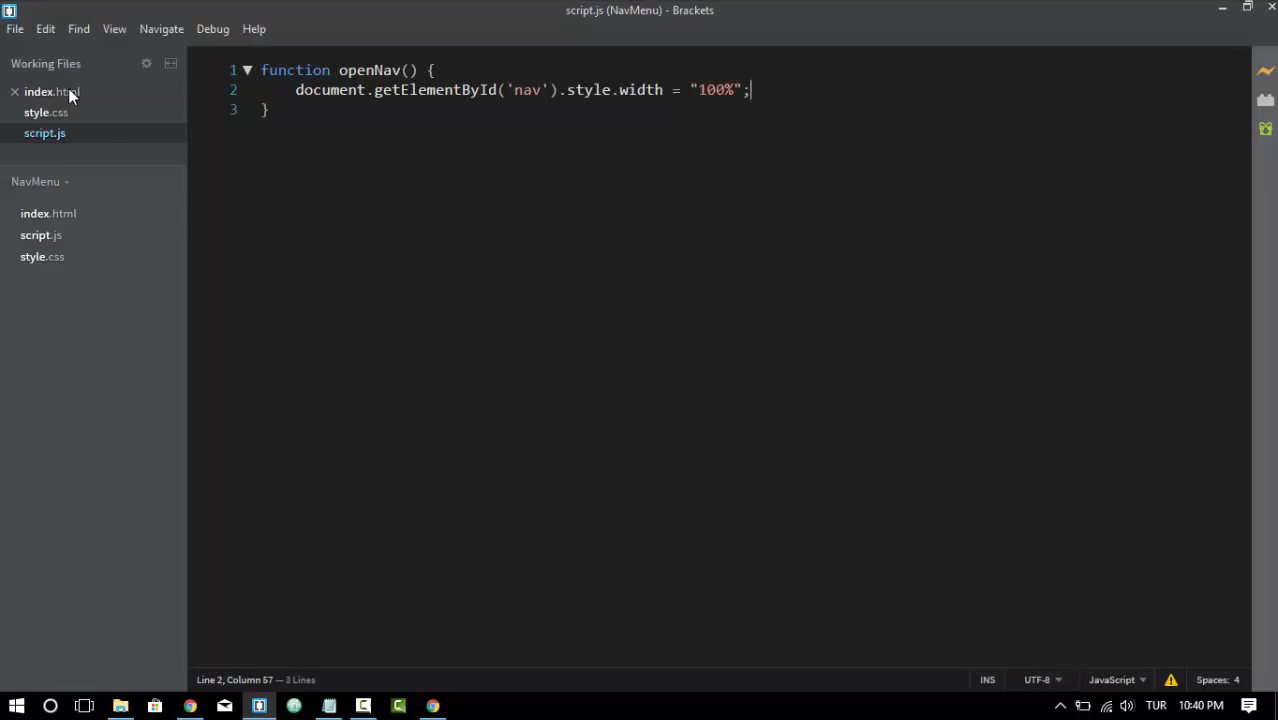 script.js (NavMenu) - Brackets
File Edit Find View Navigate Debug Help
Working Files
index.html
style.css
script.js
NavMenu
index.html
script.js
style.css
1 function openNav() {
2 document.getElementById('nav').style.width = "100%";
3 }
Line 2, Column 57 — 3 Lines
INS UTF-8 JavaScript Spaces: 4
TUR 10:40 PM